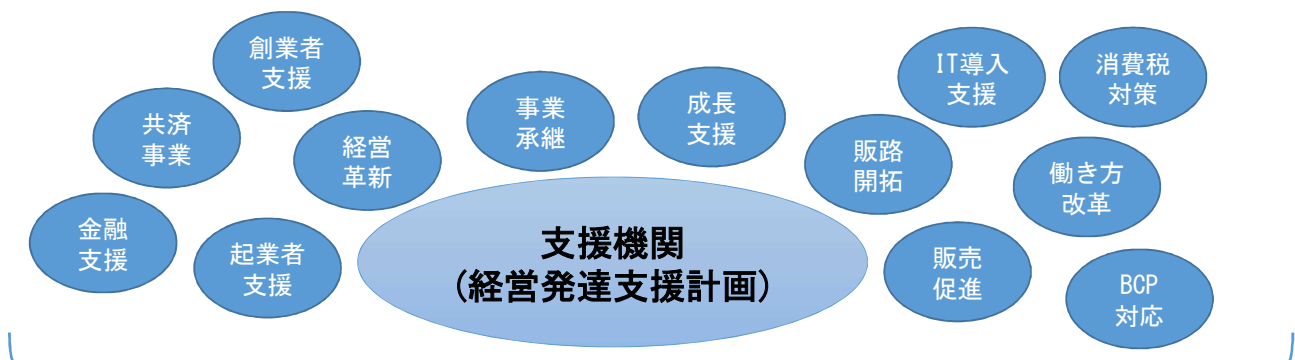 創業者
支援
共済
事業
経営
革新
事業
承継
成長
支援
IT導入
支援
消費税
対策
販路
開拓
働き方
改革
金融
支援
起業者
支援
支援機関
(経営発達支援計画)
販売
促進
BCP
対応